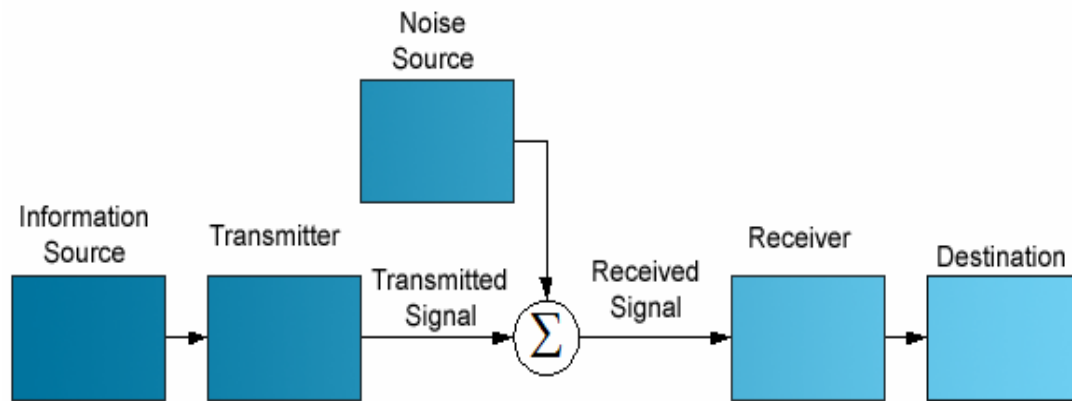 Noise
Source
Information
Source
Transmitter
Transmitted
Signal
Σ
Received
Signal
Receiver
Destination